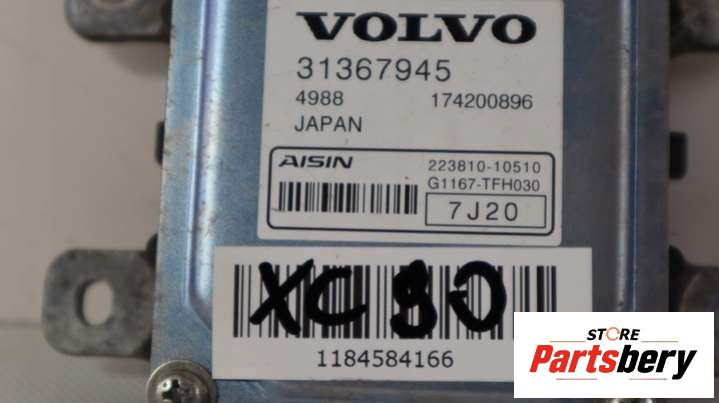 VOLVO
31367945
4988 174200896
JAPAN
AISIN 223810-10510
G1167-TFH030
7J20
XC 90
1184584166
STORE
Partsbery